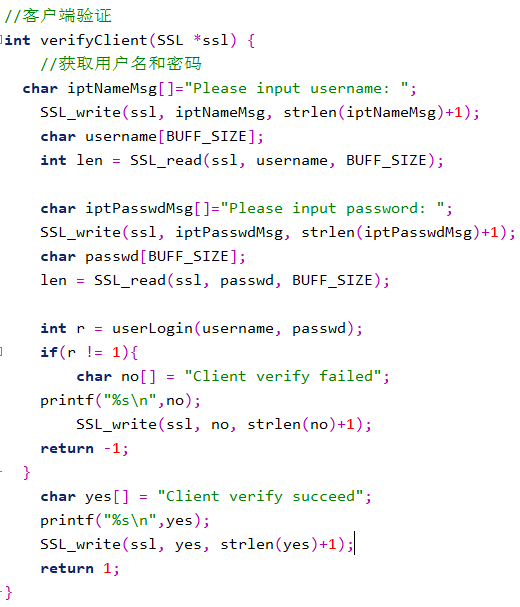 //客户端验证
int verifyClient(SSL *ssl) {
//获取用户名和密码
char iptNameMsg[]="Please input username: ";
SSL_write(ssl, iptNameMsg, strlen(iptNameMsg)+1);
char username[BUFF_SIZE];
int len = SSL_read(ssl, username, BUFF_SIZE);
char iptPasswdMsg[]="Please input password: ";
SSL_write(ssl, iptPasswdMsg, strlen(iptPasswdMsg)+1);
char passwd[BUFF_SIZE];
len = SSL_read(ssl, passwd, BUFF_SIZE);
int r = userLogin(username, passwd);
if(r != 1){
char no[] = "Client verify failed";
printf("%s\n",no);
SSL_write(ssl, no, strlen(no)+1);
return -1;
}
char yes[] = "Client verify succeed";
printf("%s\n",yes);
SSL_write(ssl, yes, strlen(yes)+1);
return 1;
}